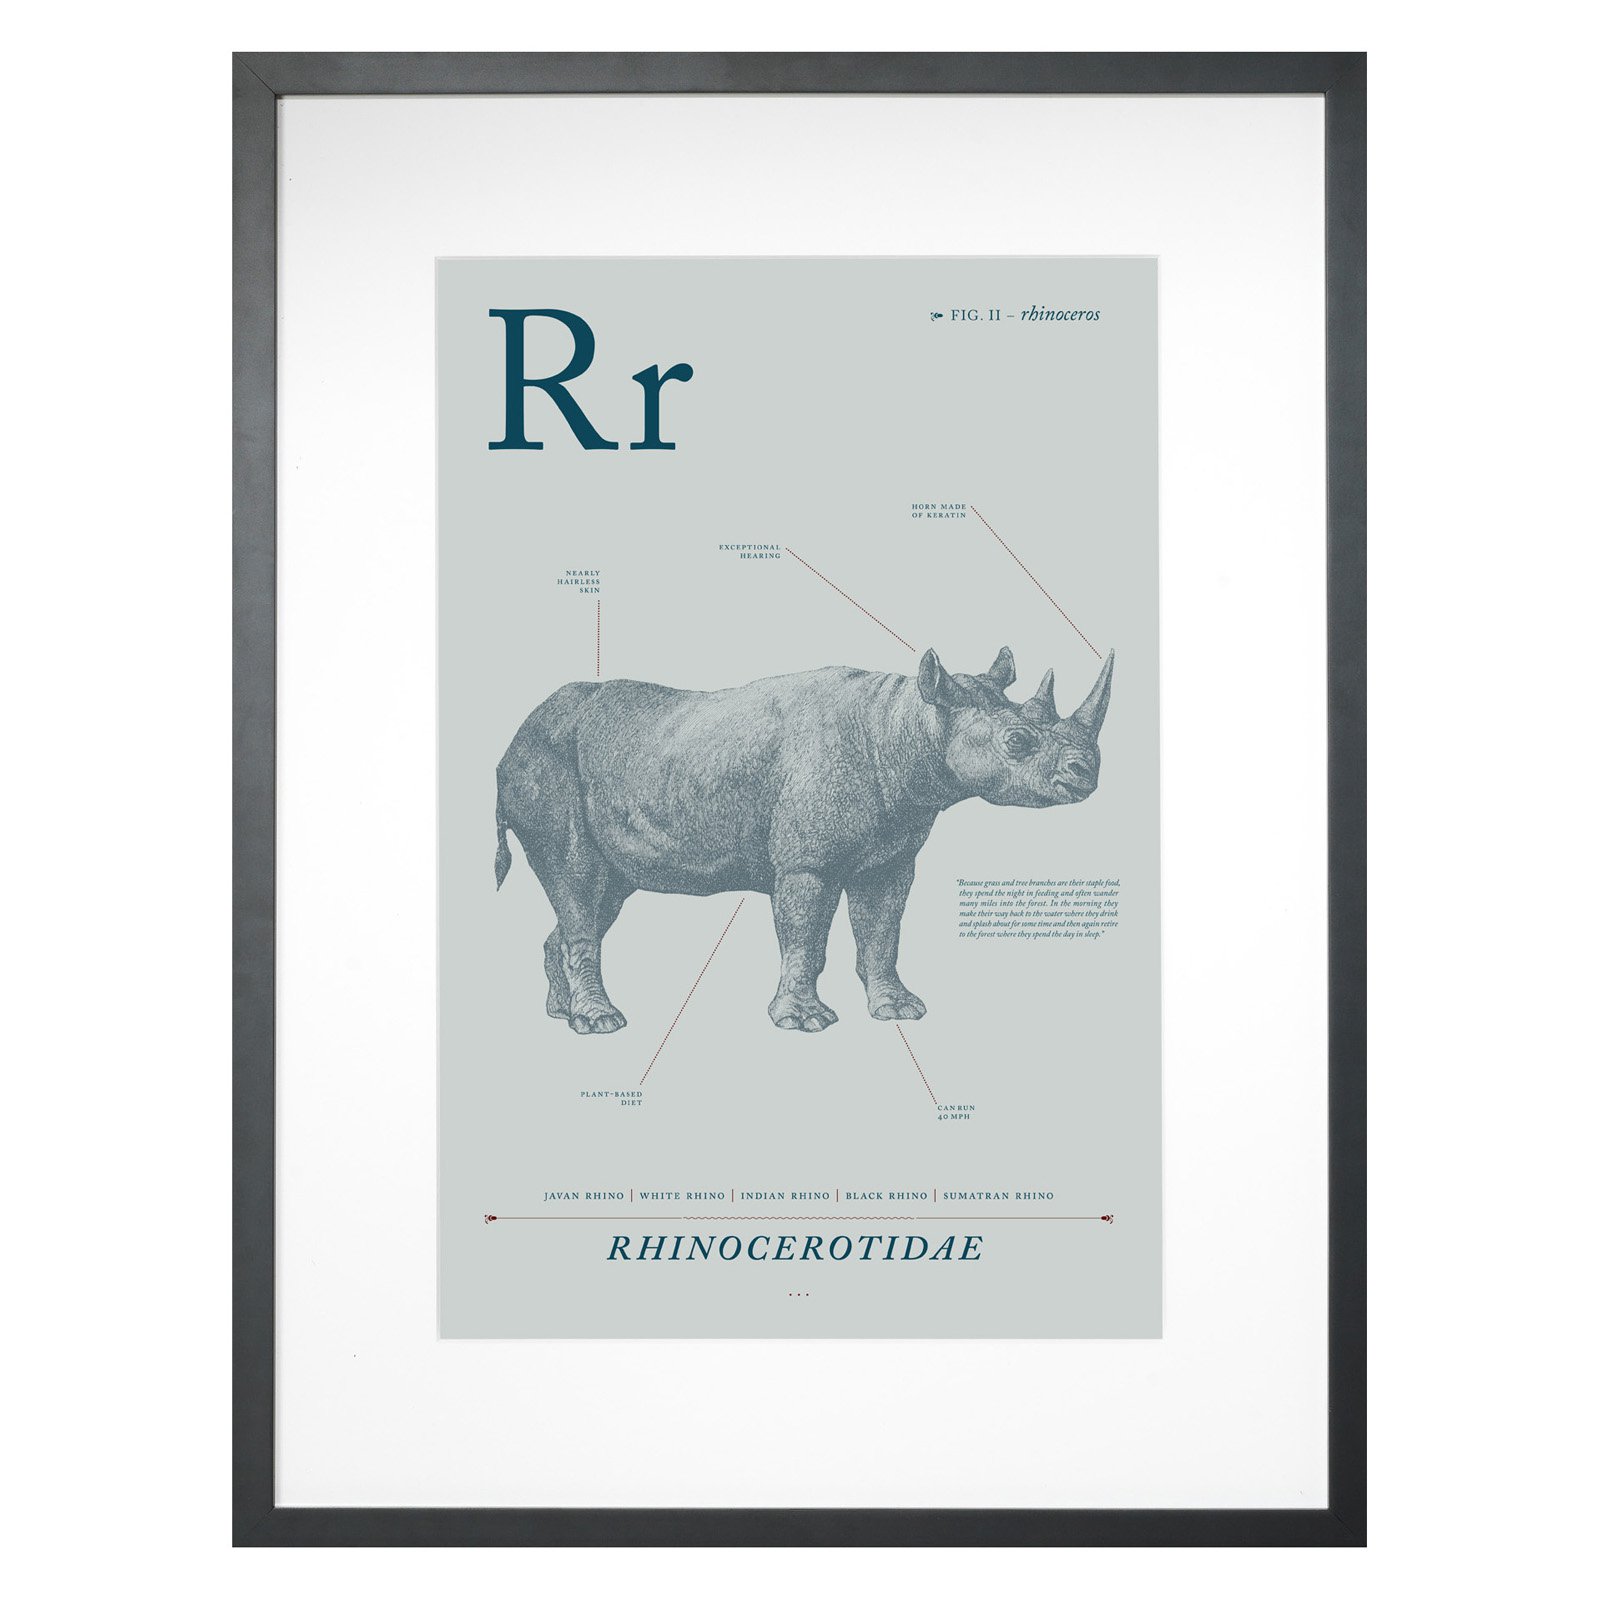 Rr
FIG. II – rhinoceros
HORN MADE
OF KERATIN
EXCEPTIONAL
HEARING
NEARLY
HAIRLESS
SKIN
"Because grass and tree branches are their staple food,
they spend the night in feeding and often wander
many miles into the forest. In the morning they
make their way back to the water where they drink
and splash about for some time and then again retire
to the forest where they spend the day in sleep."
PLANT-BASED
DIET
CAN RUN
40 MPH
JAVAN RHINO | WHITE RHINO | INDIAN RHINO | BLACK RHINO | SUMATRAN RHINO
RHINOCEROTIDAE
...